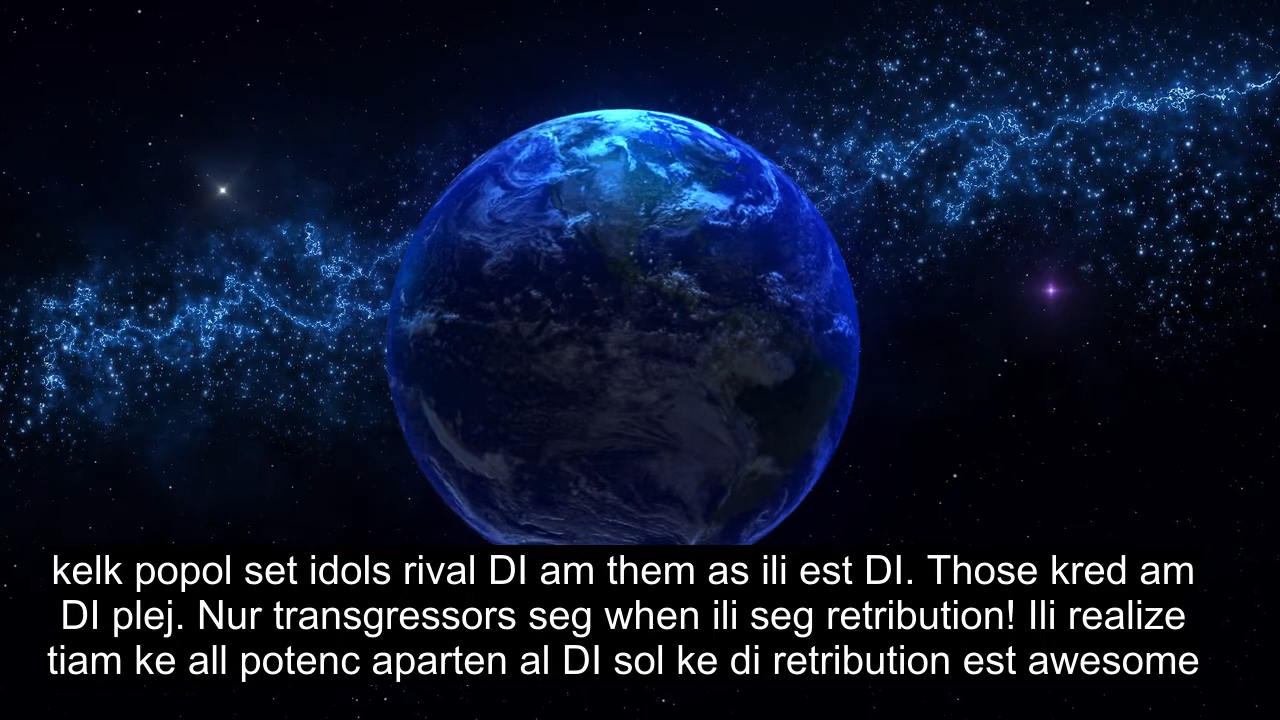 kelk popol set idols rival DI am them as ili est DI. Those kred am
DI plej. Nur transgressors seg when ili seg retribution! Ili realize
tiam ke all potenc aparten al DI sol ke di retribution est awesome